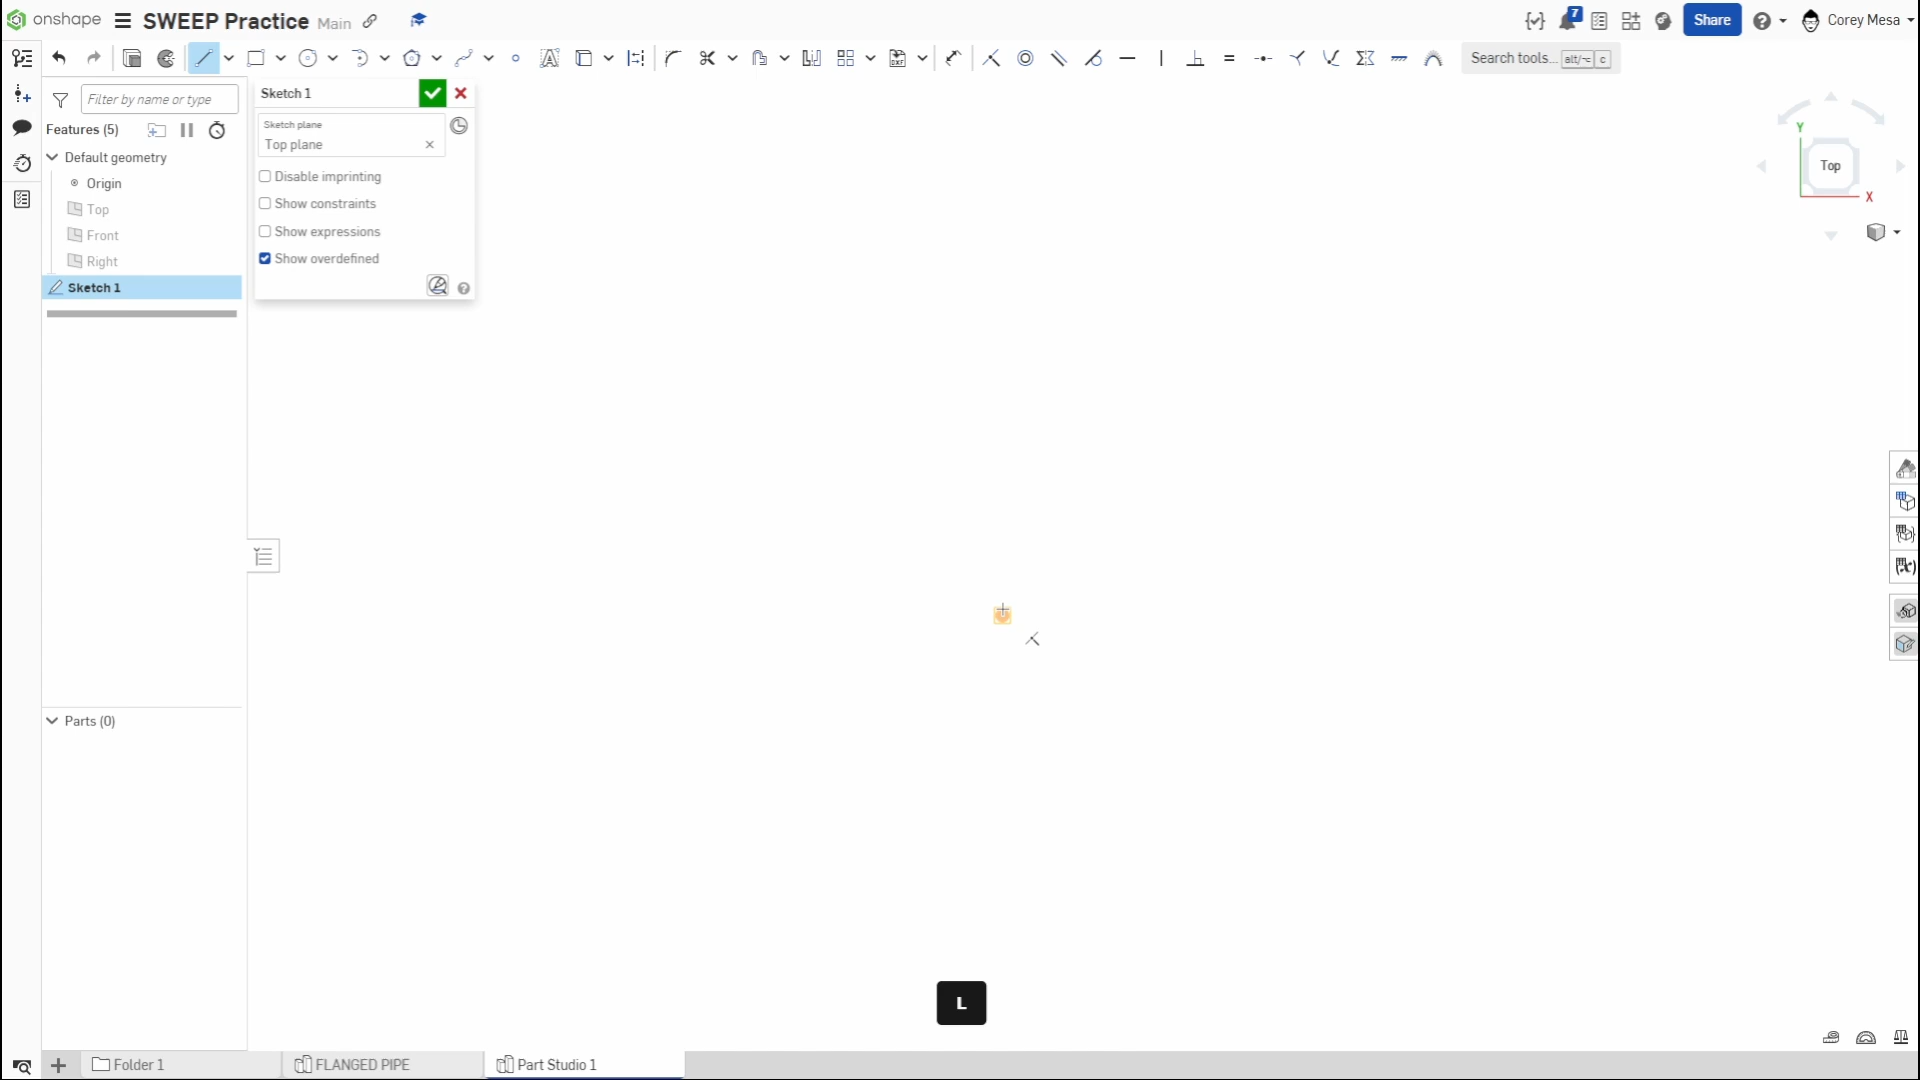 onshape
SWEEP Practice Main
7
Share
Corey Mesa
Search tools... alt/⌥ c
Filter by name or type
Features (5)
Default geometry
Origin
Top
Front
Right
Sketch 1
Sketch 1
Sketch plane
Top plane
Disable imprinting
Show constraints
Show expressions
Show overdefined
Y
Top
X
Parts (0)
L
Folder 1
FLANGED PIPE
Part Studio 1